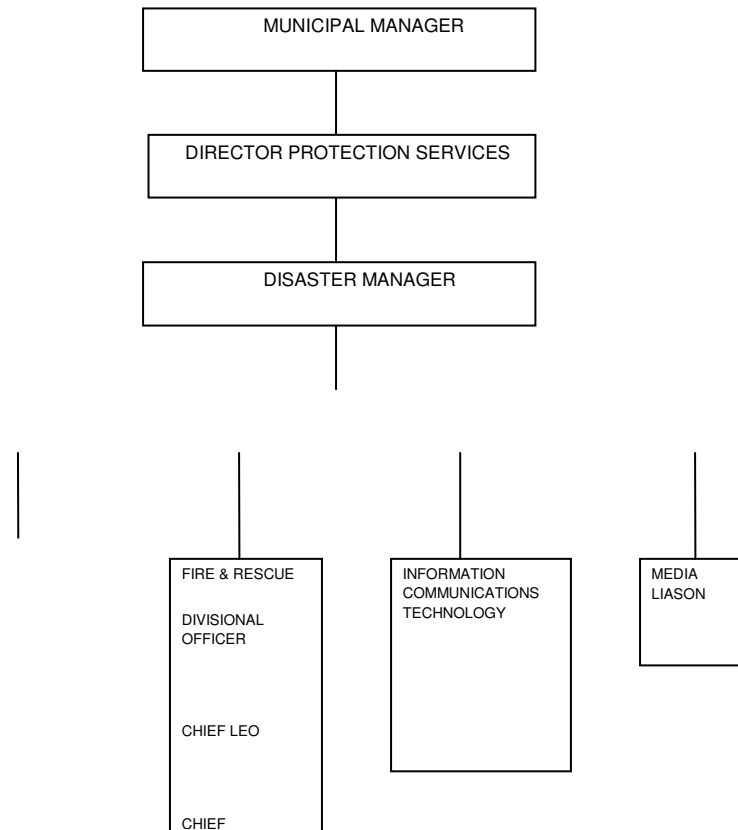 MUNICIPAL MANAGER
DIRECTOR PROTECTION SERVICES
DISASTER MANAGER
FIRE & RESCUE
DIVISIONAL
OFFICER
CHIEF LEO
CHIEF
INFORMATION
COMMUNICATIONS
TECHNOLOGY
MEDIA
LIASON